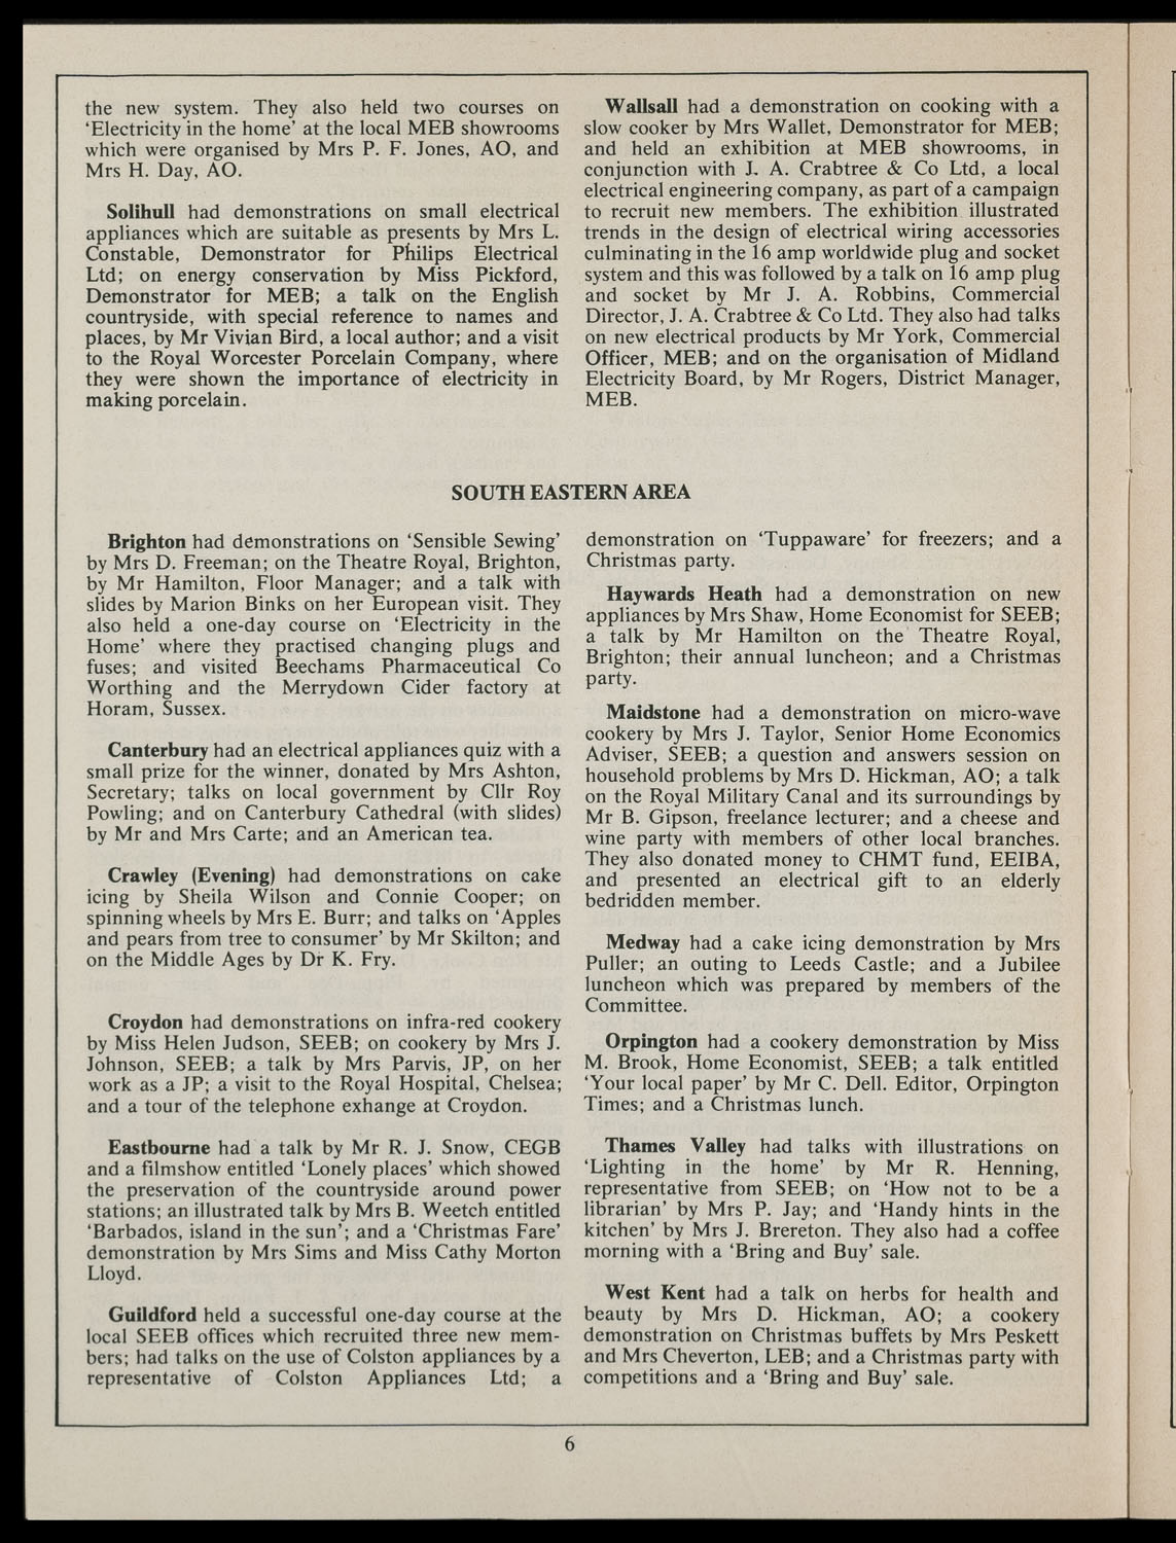 the new system. They also held two courses on
‘Electricity in the home’ at the local MEB showrooms
which were organised by Mrs P. F. Jones, AO, and
Mrs H. Day, AO.
Solihull had demonstrations on small electrical
appliances which are suitable as presents by Mrs L.
Constable, Demonstrator for Philips Electrical
Ltd; on energy conservation by Miss Pickford,
Demonstrator for MEB; a talk on the English
countryside, with special reference to names and
places, by Mr Vivian Bird, a local author; and a visit
to the Royal Worcester Porcelain Company, where
they were shown the importance of electricity in
making porcelain.
Wallsall had a demonstration on cooking with a
slow cooker by Mrs Wallet, Demonstrator for MEB;
and held an exhibition at MEB showrooms, in
conjunction with J. A. Crabtree & Co Ltd, a local
electrical engineering company, as part of a campaign
to recruit new members. The exhibition illustrated
trends in the design of electrical wiring accessories
culminating in the 16 amp worldwide plug and socket
system and this was followed by a talk on 16 amp plug
and socket by Mr J. A. Robbins, Commercial
Director, J. A. Crabtree & Co Ltd. They also had talks
on new electrical products by Mr York, Commercial
Officer, MEB; and on the organisation of Midland
Electricity Board, by Mr Rogers, District Manager,
MEB.
SOUTH EASTERN AREA
Brighton had demonstrations on ‘Sensible Sewing’
by Mrs D. Freeman; on the Theatre Royal, Brighton,
by Mr Hamilton, Floor Manager; and a talk with
slides by Marion Binks on her European visit. They
also held a one-day course on ‘Electricity in the
Home’ where they practised changing plugs and
fuses; and visited Beechams Pharmaceutical Co
Worthing and the Merrydown Cider factory at
Horam, Sussex.
Canterbury had an electrical appliances quiz with a
small prize for the winner, donated by Mrs Ashton,
Secretary; talks on local government by Cllr Roy
Powling; and on Canterbury Cathedral (with slides)
by Mr and Mrs Carte; and an American tea.
Crawley (Evening) had demonstrations on cake
icing by Sheila Wilson and Connie Cooper; on
spinning wheels by Mrs E. Burr; and talks on ‘Apples
and pears from tree to consumer’ by Mr Skilton; and
on the Middle Ages by Dr K. Fry.
Croydon had demonstrations on infra-red cookery
by Miss Helen Judson, SEEB; on cookery by Mrs J.
Johnson, SEEB; a talk by Mrs Parvis, JP, on her
work as a JP; a visit to the Royal Hospital, Chelsea;
and a tour of the telephone exhange at Croydon.
Eastbourne had a talk by Mr R. J. Snow, CEGB
and a filmshow entitled ‘Lonely places’ which showed
the preservation of the countryside around power
stations; an illustrated talk by Mrs B. Weetch entitled
‘Barbados, island in the sun’; and a ‘Christmas Fare’
demonstration by Mrs Sims and Miss Cathy Morton
Lloyd.
Guildford held a successful one-day course at the
local SEEB offices which recruited three new mem-
bers; had talks on the use of Colston appliances by a
representative of Colston Appliances Ltd; a
demonstration on ‘Tuppaware’ for freezers; and a
Christmas party.
Haywards Heath had a demonstration on new
appliances by Mrs Shaw, Home Economist for SEEB;
a talk by Mr Hamilton on the Theatre Royal,
Brighton; their annual luncheon; and a Christmas
party.
Maidstone had a demonstration on micro-wave
cookery by Mrs J. Taylor, Senior Home Economics
Adviser, SEEB; a question and answers session on
household problems by Mrs D. Hickman, AO; a talk
on the Royal Military Canal and its surroundings by
Mr B. Gipson, freelance lecturer; and a cheese and
wine party with members of other local branches.
They also donated money to CHMT fund, EEIBA,
and presented an electrical gift to an elderly
bedridden member.
Medway had a cake icing demonstration by Mrs
Puller; an outing to Leeds Castle; and a Jubilee
luncheon which was prepared by members of the
Committee.
Orpington had a cookery demonstration by Miss
M. Brook, Home Economist, SEEB; a talk entitled
‘Your local paper’ by Mr C. Dell. Editor, Orpington
Times; and a Christmas lunch.
Thames Valley had talks with illustrations on
‘Lighting in the home’ by Mr R. Henning,
representative from SEEB; on ‘How not to be a
librarian’ by Mrs P. Jay; and ‘Handy hints in the
kitchen’ by Mrs J. Brereton. They also had a coffee
morning with a ‘Bring and Buy’ sale.
West Kent had a talk on herbs for health and
beauty by Mrs D. Hickman, AO; a cookery
demonstration on Christmas buffets by Mrs Peskett
and Mrs Cheverton, LEB; and a Christmas party with
competitions and a ‘Bring and Buy’ sale.
6